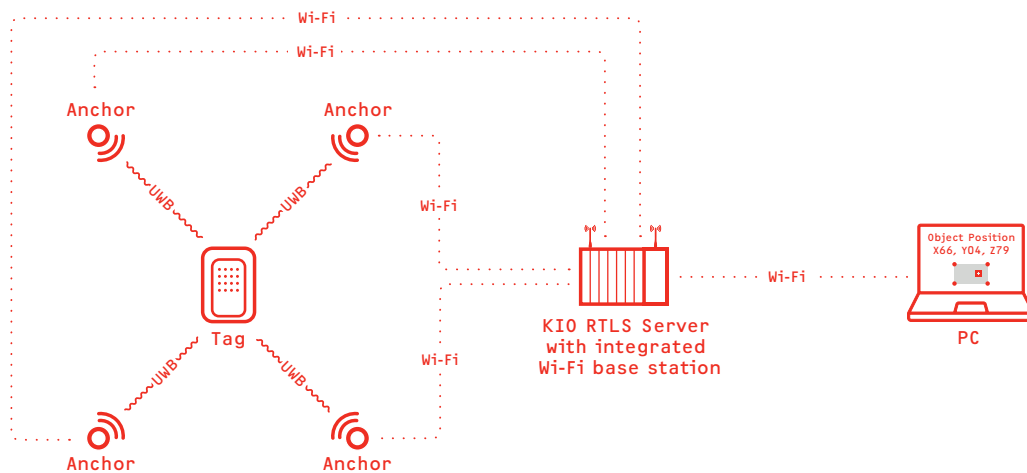 Wi-Fi
Wi-Fi
Anchor
Anchor
UWB
UWB
Wi-Fi
Object Position
X66, Y04, Z79
Wi-Fi
KIO RTLS Server
with integrated
Wi-Fi base station
PC
Tag
Wi-Fi
UWB
UWB
Anchor
Anchor